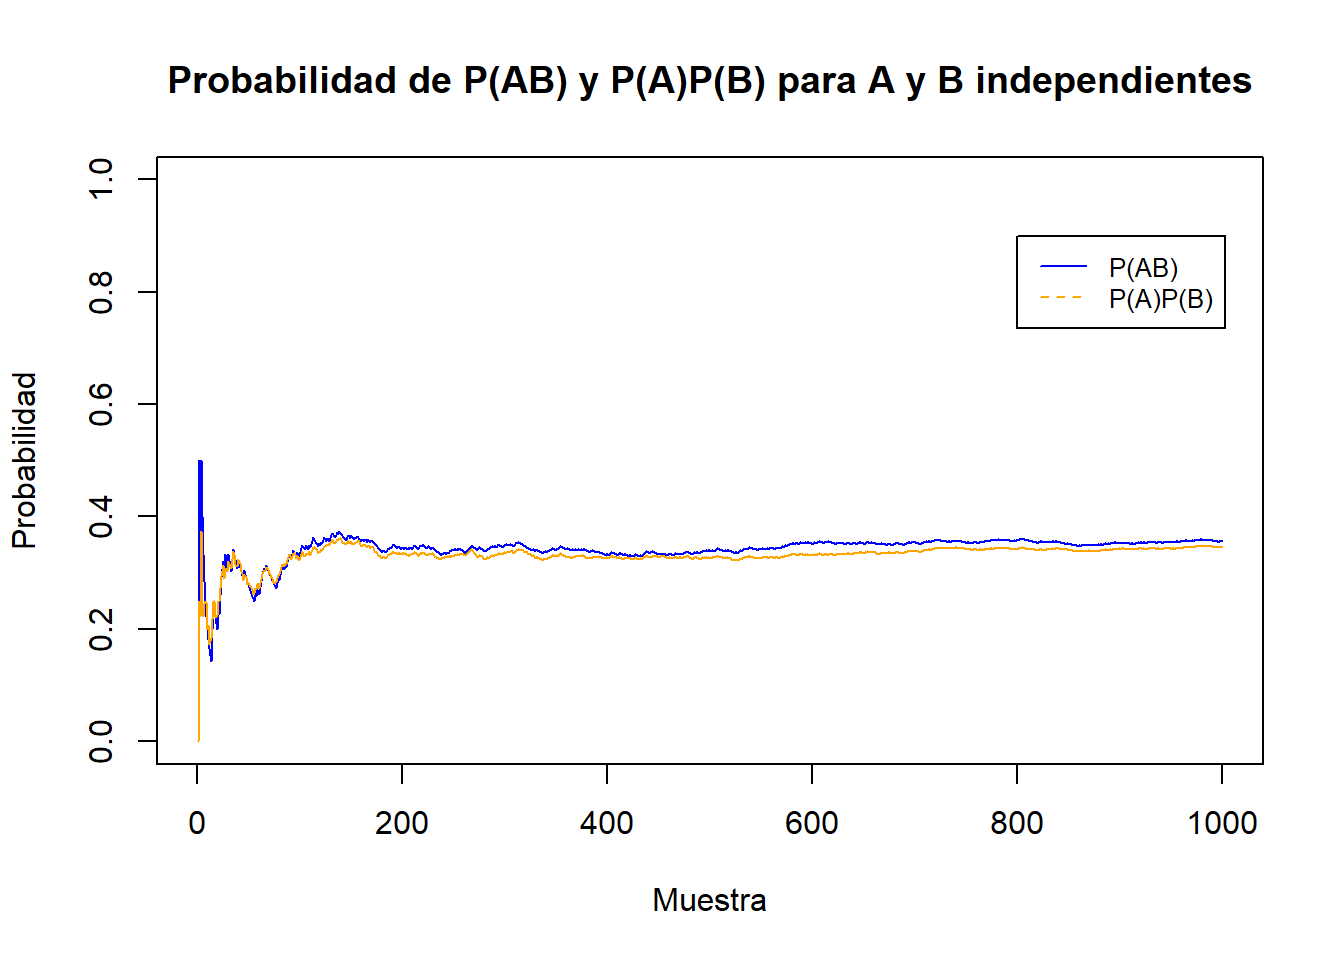 Probabilidad de P(AB) y P(A)P(B) para A y B independientes
1.0
0.8
0.6
0.4
0.2
0.0
Probabilidad
P(AB)
P(A)P(B)
0 200 400 600 800 1000
Muestra